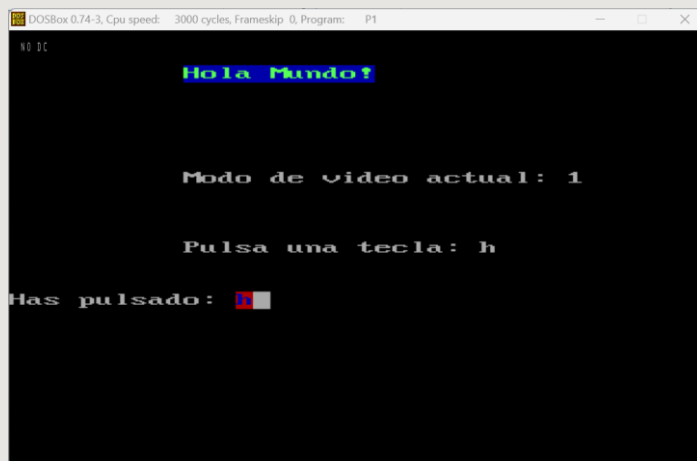 DOSBox 0.74-3, Cpu speed: 3000 cycles, Frameskip 0, Program: P1
NO DC
Hola Mundo!
Modo de video actual: 1
Pulsa una tecla: h
Has pulsado: h